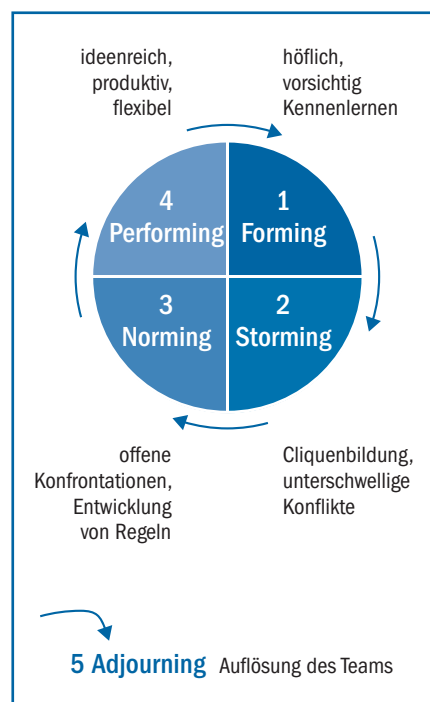 ideenreich,
produktiv,
flexibel
höflich,
vorsichtig
Kennenlernen
4
Performing
1
Forming
3
Norming
2
Storming
offene
Konfrontationen,
Entwicklung
von Regeln
Cliquenbildung,
unterschwellige
Konflikte
5 Adjourning Auflösung des Teams